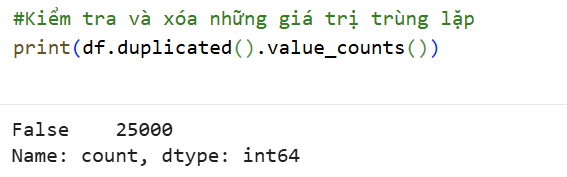 #Kiểm tra và xóa những giá trị trùng lặp
print(df.duplicated().value_counts())
False    25000
Name: count, dtype: int64